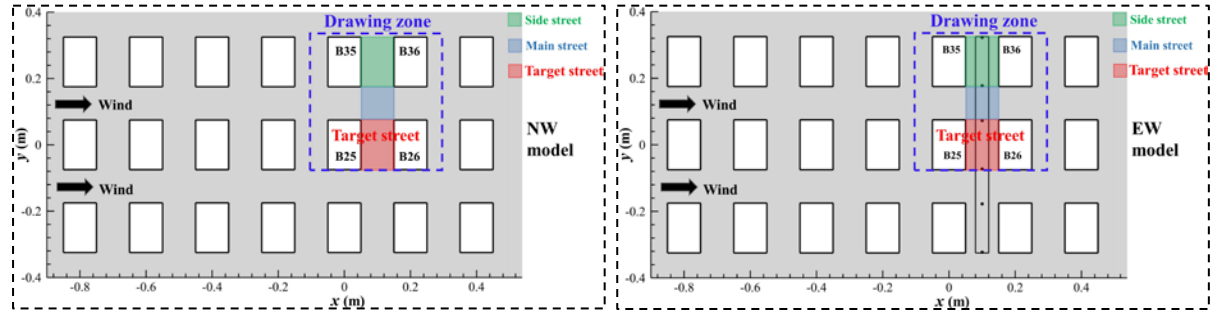 0.4
0.2
0
-0.2
-0.4
y (m)
-0.8
-0.6
-0.4
-0.2
0
0.2
0.4
x (m)
Drawing zone
B35
B36
Wind
Target street
B25
B26
Wind
Side street
Main street
Target street
NW
model
0.4
0.2
0
-0.2
-0.4
y (m)
-0.8
-0.6
-0.4
-0.2
0
0.2
0.4
x (m)
Drawing zone
B35
B36
Wind
Target street
B25
B26
Wind
Side street
Main street
Target street
EW
model